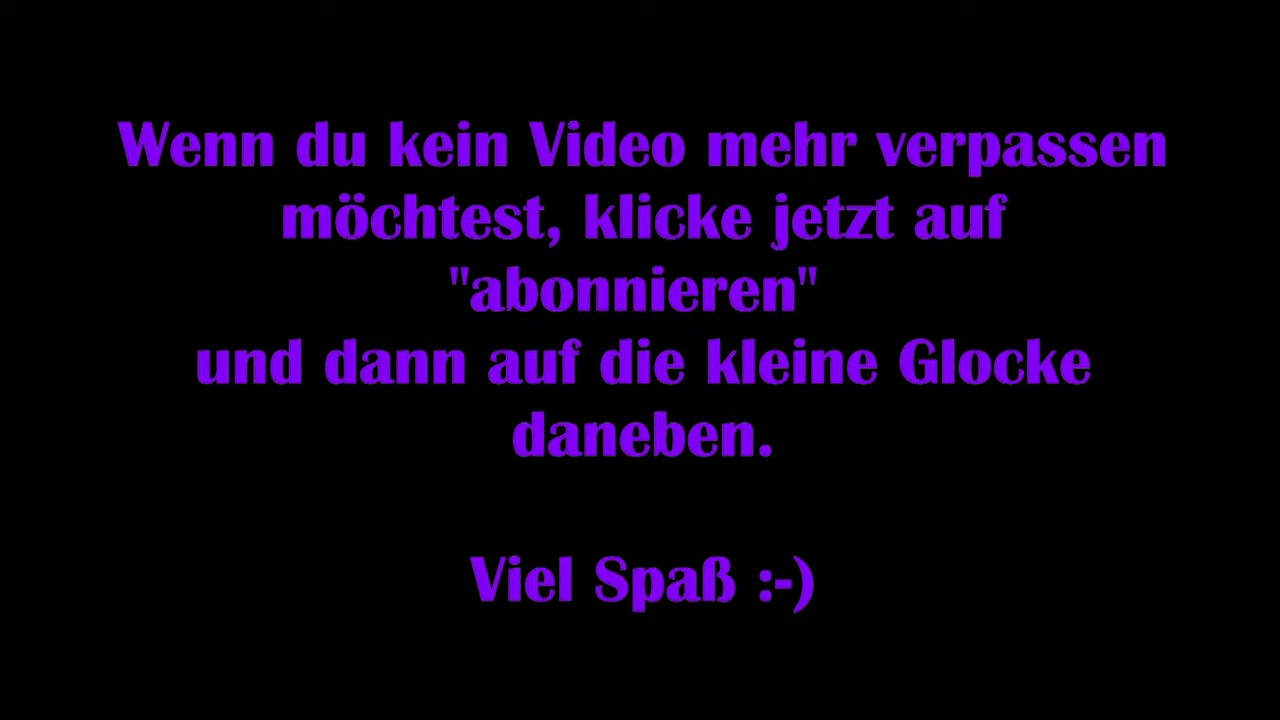 Wenn du kein Video mehr verpassen
möchtest, klicke jetzt auf
"abonnieren"
und dann auf die kleine Glocke
daneben.
Viel Spaß :-)